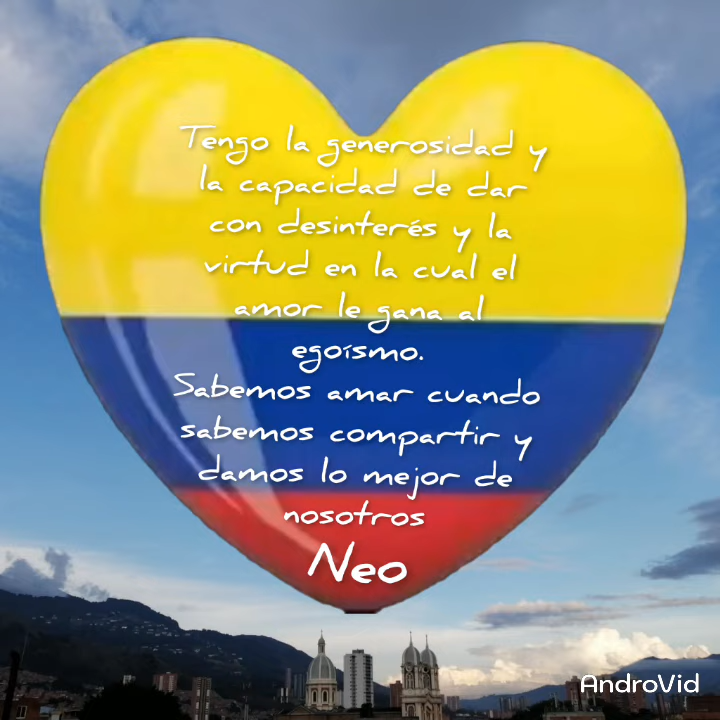 Tengo la generosidad y
la capacidad de dar
con desinterés y la
virtud en la cual el
amor le gana al
egoísmo.
Sabemos amar cuando
sabemos compartir y
damos lo mejor de
nosotros
Neo
AndroVid